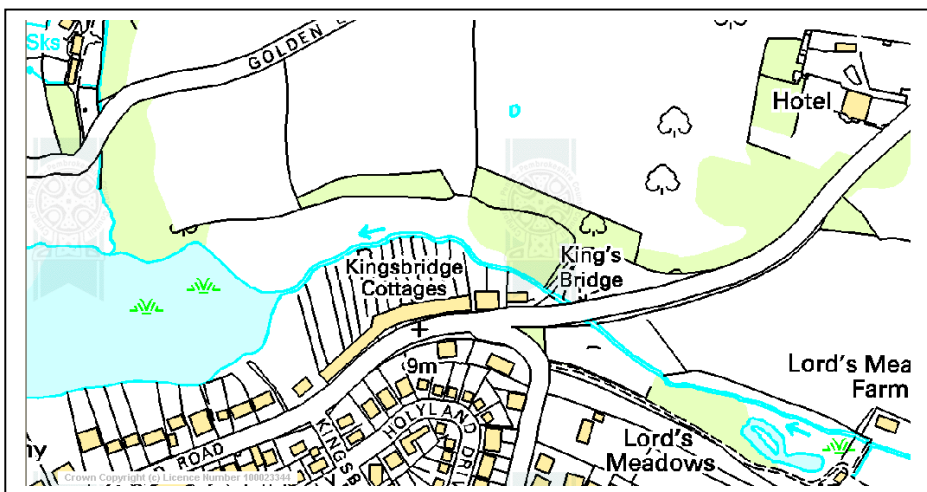 Sks
GOLDEN
Hotel
King's
Bridge
Kingsbridge
Cottages
9m
Lord's Mea
Farm
HOLYLAND
DRI
KINGSB
ROAD
Lord's
Meadows
Crown Copyright (c) Licence Number 100023344